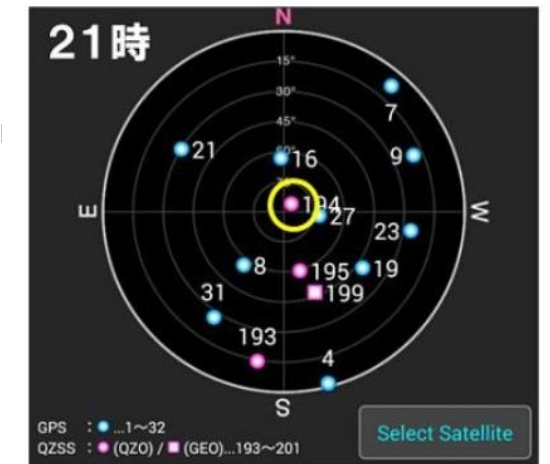 21時
N
15°
30°
7
45°
21
60°
16
9
194
27
E
W
23
8
195
19
199
31
193
4
S
GPS : ...1～32
QZSS : (QZO) / (GEO)...193～201
Select Satellite